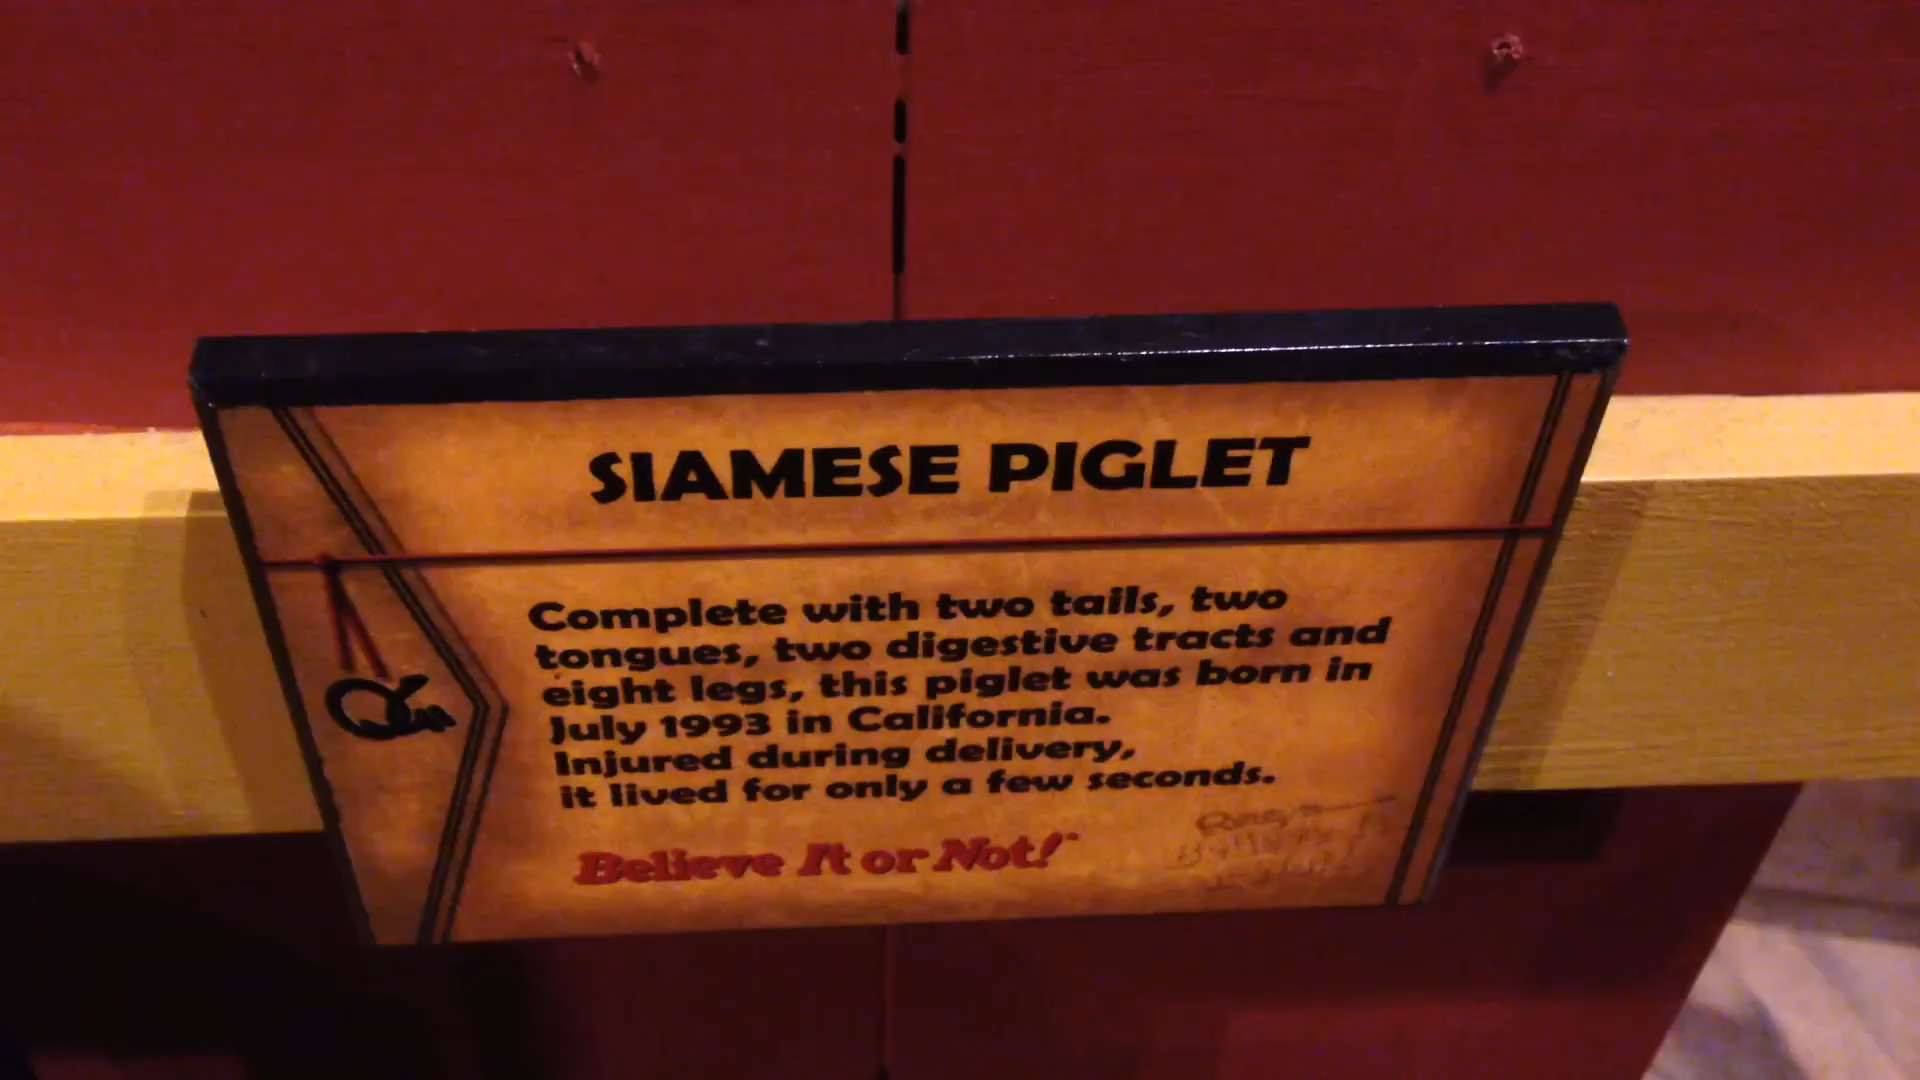 SIAMESE PIGLET
Complete with two tails, two
tongues, two digestive tracts and
eight legs, this piglet was born in
July 1993 in California.
Injured during delivery,
it lived for only a few seconds.
Believe It or Not!™